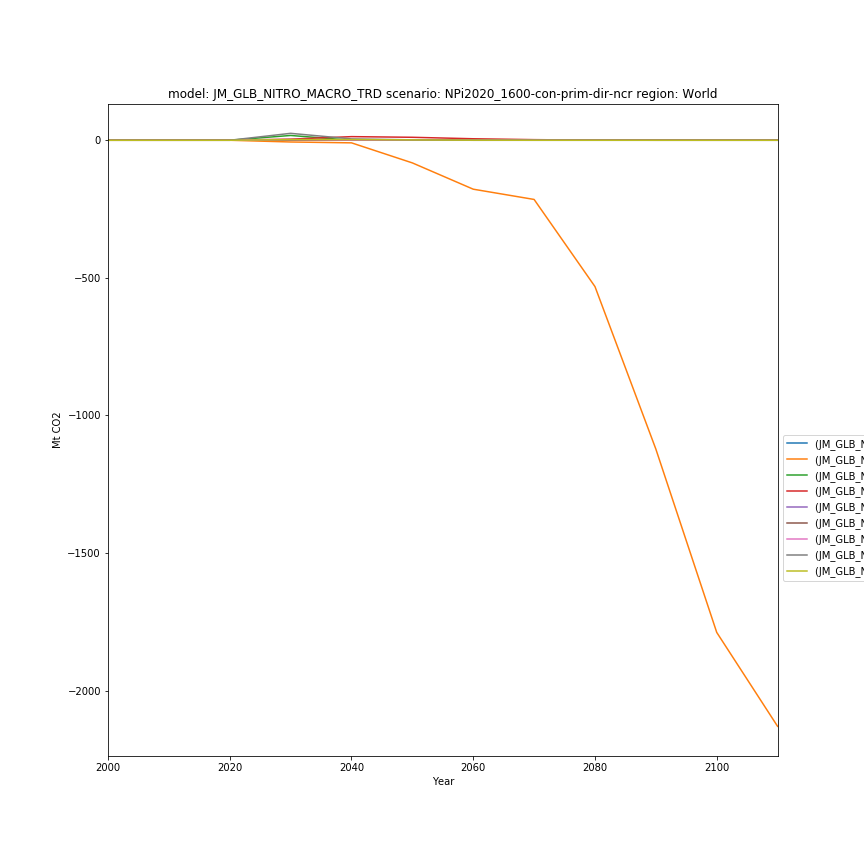 model: JM_GLB_NITRO_MACRO_TRD scenario: NPi2020_1600-con-prim-dir-ncr region: World
0
−500
−1000
−1500
−2000
Mt CO2
2000 2020 2040 2060 2080 2100
Year
(JM_GLB_N
(JM_GLB_N
(JM_GLB_N
(JM_GLB_N
(JM_GLB_N
(JM_GLB_N
(JM_GLB_N
(JM_GLB_N
(JM_GLB_N